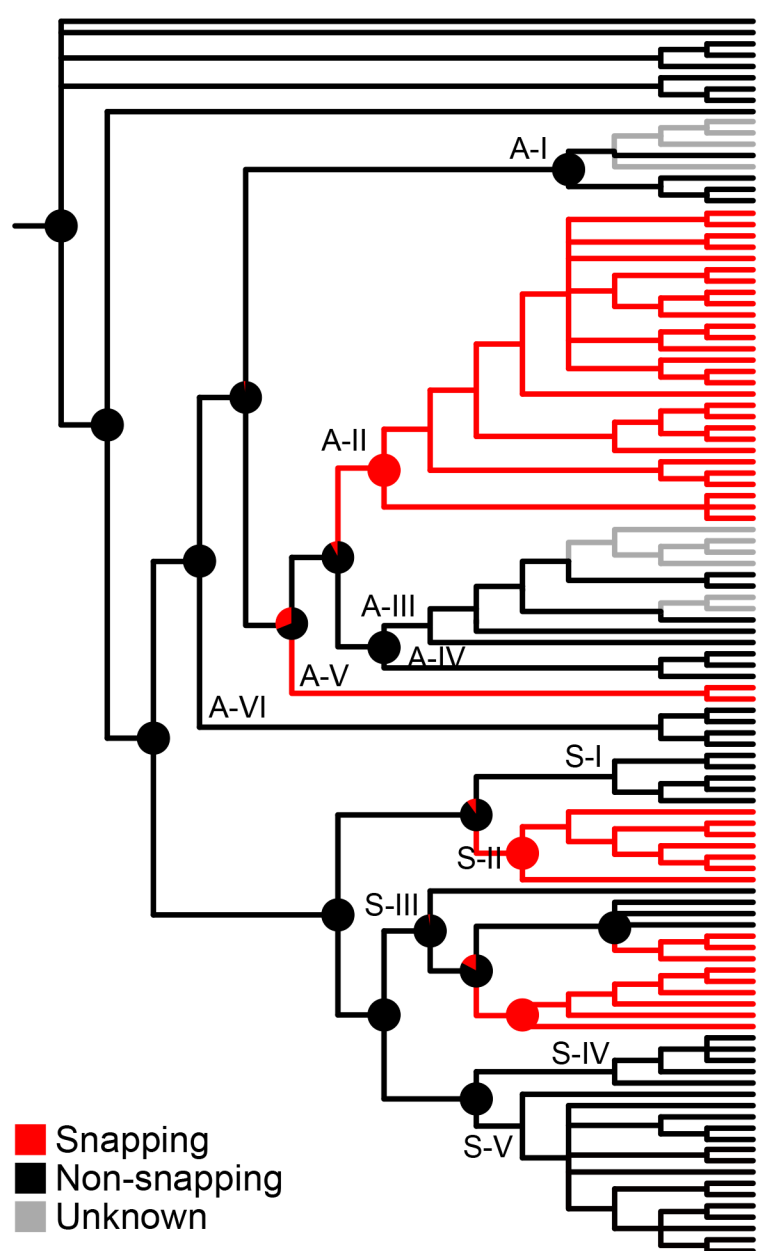 A-I
A-II
A-III
A-IV
A-V
A-VI
S-I
S-II
S-III
S-IV
S-V
Snapping
Non-snapping
Unknown